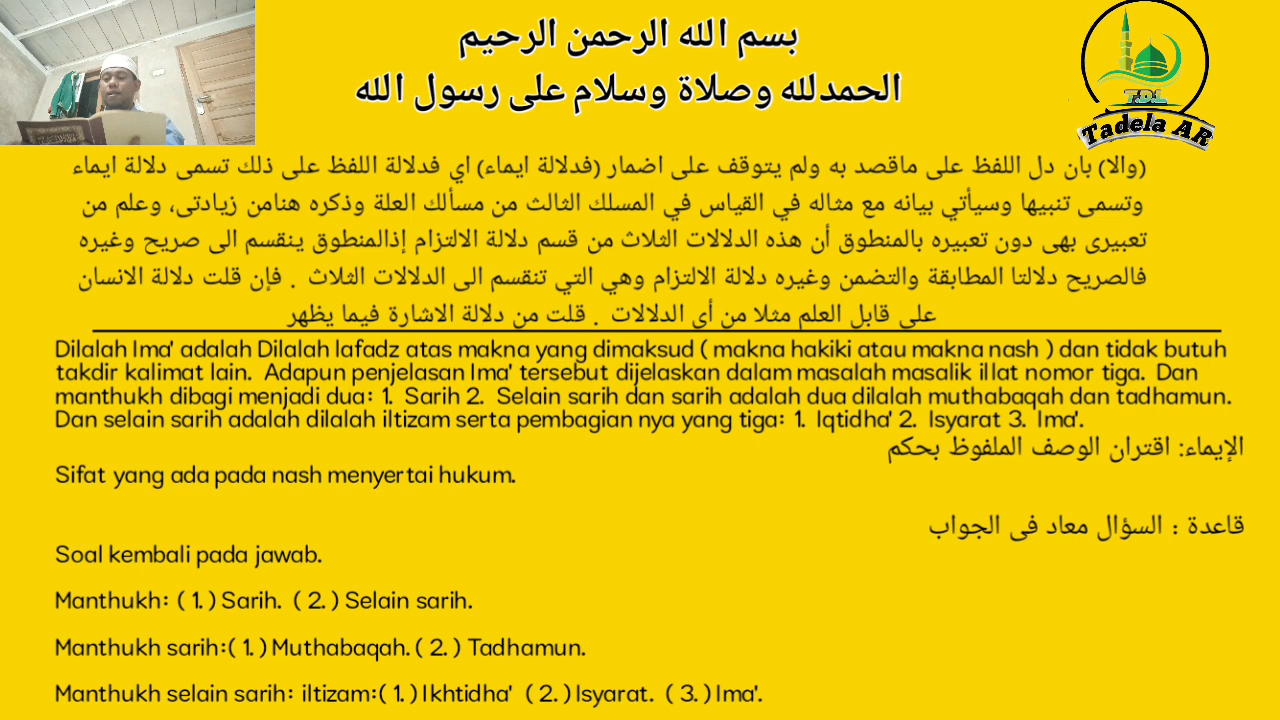 بسم الله الرحمن الرحيم
الحمدلله وصلاة وسلام على رسول الله
T.D.L
Tadela AR
(والا) بان دل اللفظ على ماقصد به ولم يتوقف على اضمار (فدلالة ايماء) اي فدلالة اللفظ على ذلك تسمى دلالة ايماء
وتسمى تنبيها وسيأتي بيانه مع مثاله في القياس في المسلك الثالث من مسألك العلة وذكره هنامن زيادتى، وعلم من
تعبيرى بهى دون تعبيره بالمنطوق أن هذه الدلالات الثلاث من قسم دلالة الالتزام إذالمنطوق ينقسم الى صريح وغيره
فالصريح دلالتا المطابقة والتضمن وغيره دلالة الالتزام وهي التي تنقسم الى الدلالات الثلاث . فإن قلت دلالة الانسان
على قابل العلم مثلا من أي الدلالات . قلت من دلالة الاشارة فيما يظهر
Dilalah Ima' adalah Dilalah lafadz atas makna yang dimaksud ( makna hakiki atau makna nash ) dan tidak butuh
takdir kalimat lain. Adapun penjelasan Ima' tersebut dijelaskan dalam masalah masalik illat nomor tiga. Dan
manthukh dibagi menjadi dua: 1. Sarih 2. Selain sarih dan sarih adalah dua dilalah muthabaqah dan tadhamun.
Dan selain sarih adalah dilalah iltizam serta pembagian nya yang tiga: 1. Iqtidha' 2. Isyarat 3. Ima'.
الإيماء: اقتران الوصف الملفوظ بحكم
Sifat yang ada pada nash menyertai hukum.
قاعدة : السؤال معاد فى الجواب
Soal kembali pada jawab.
Manthukh: ( 1. ) Sarih. ( 2. ) Selain sarih.
Manthukh sarih:( 1. ) Muthabaqah. ( 2. ) Tadhamun.
Manthukh selain sarih: iltizam:( 1. ) Ikhtidha' ( 2. ) Isyarat. ( 3. ) Ima'.